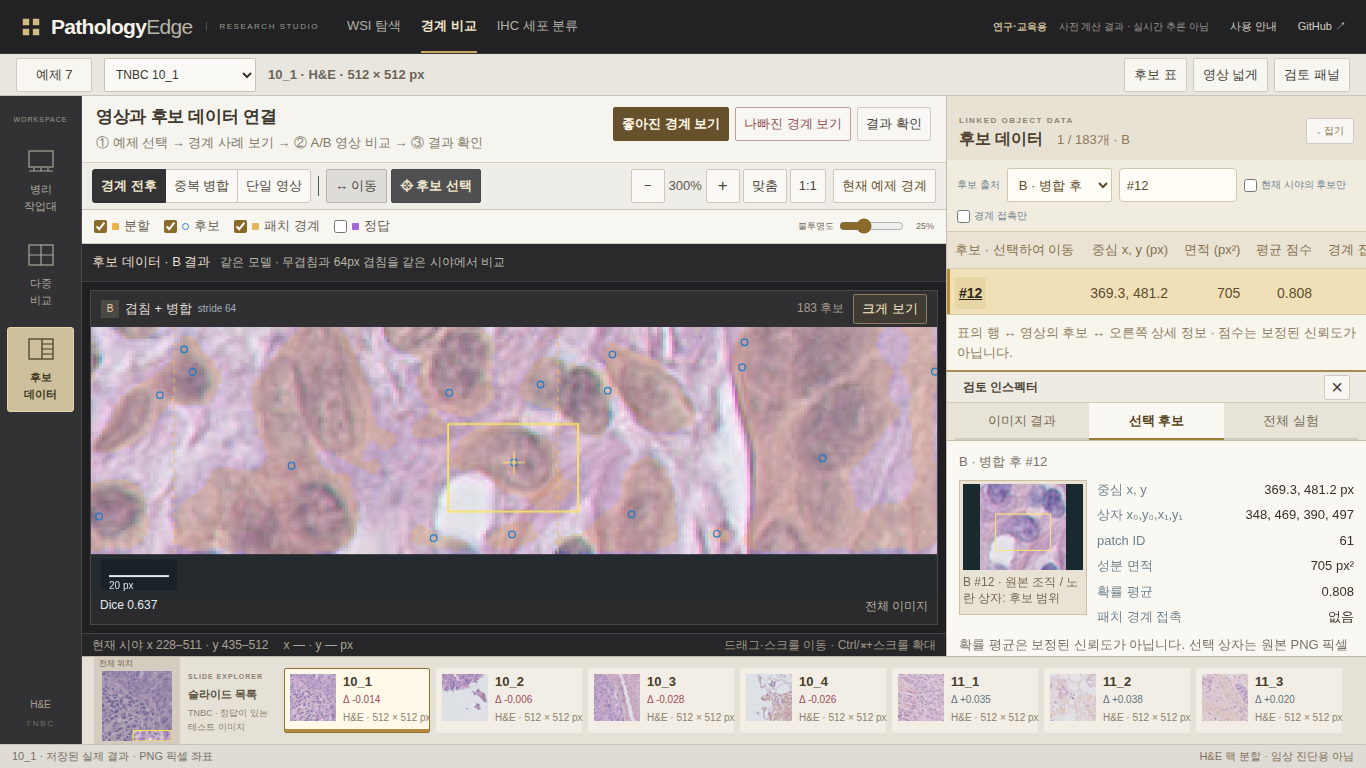 PathologyEdge RESEARCH STUDIO WSI 탐색 경계 비교 IHC 세포 분류 연구·교육용 사전 계산 결과 · 실시간 추론 아님 사용 안내 GitHub ↗
예제 7 TNBC 10_1 10_1 · H&E · 512 × 512 px 후보 표 영상 넓게 검토 패널
WORKSPACE
병리
작업대
다중
비교
후보
데이터
H&E
TNBC
영상과 후보 데이터 연결
① 예제 선택 → 경계 사례 보기 → ② A/B 영상 비교 → ③ 결과 확인
좋아진 경계 보기 나빠진 경계 보기 결과 확인
경계 전후 중복 병합 단일 영상 ↔ 이동 후보 선택 − 300% + 맞춤 1:1 현재 예제 경계
분할 후보 패치 경계 정답 불투명도 25%
후보 데이터 · B 결과 같은 모델 · 무겹침과 64px 겹침을 같은 시야에서 비교
B 겹침 + 병합 stride 64 183 후보 크게 보기
20 px
Dice 0.637 전체 이미지
현재 시야 x 228–511 · y 435–512 x — · y — px 드래그·스크롤 이동 · Ctrl/⌘+스크롤 확대
LINKED OBJECT DATA
후보 데이터 1 / 183개 · B
접기
후보 출처 B · 병합 후 #12 현재 시야의 후보만
경계 접촉만
후보 · 선택하여 이동 중심 x, y (px) 면적 (px²) 평균 점수 경계 접
#12 369.3, 481.2 705 0.808
표의 행 ↔ 영상의 후보 ↔ 오른쪽 상세 정보 · 점수는 보정된 신뢰도가
아닙니다.
검토 인스펙터 ✕
이미지 결과 선택 후보 전체 실험
B · 병합 후 #12
중심 x, y 369.3, 481.2 px
상자 x₀,y₀,x₁,y₁ 348, 469, 390, 497
patch ID 61
성분 면적 705 px²
확률 평균 0.808
패치 경계 접촉 없음
B #12 · 원본 조직 / 노
란 상자: 후보 범위
확률 평균은 보정된 신뢰도가 아닙니다. 선택 상자는 원본 PNG 픽셀
전체 위치
SLIDE EXPLORER
슬라이드 목록
TNBC · 정답이 있는
테스트 이미지
10_1
Δ -0.014
H&E · 512 × 512 px
10_2
Δ -0.006
H&E · 512 × 512 px
10_3
Δ -0.028
H&E · 512 × 512 px
10_4
Δ -0.026
H&E · 512 × 512 px
11_1
Δ +0.035
H&E · 512 × 512 px
11_2
Δ +0.038
H&E · 512 × 512 px
11_3
Δ +0.020
H&E · 512 × 512 px
10_1 · 저장된 실제 결과 · PNG 픽셀 좌표 H&E 핵 분할 · 임상 진단용 아님